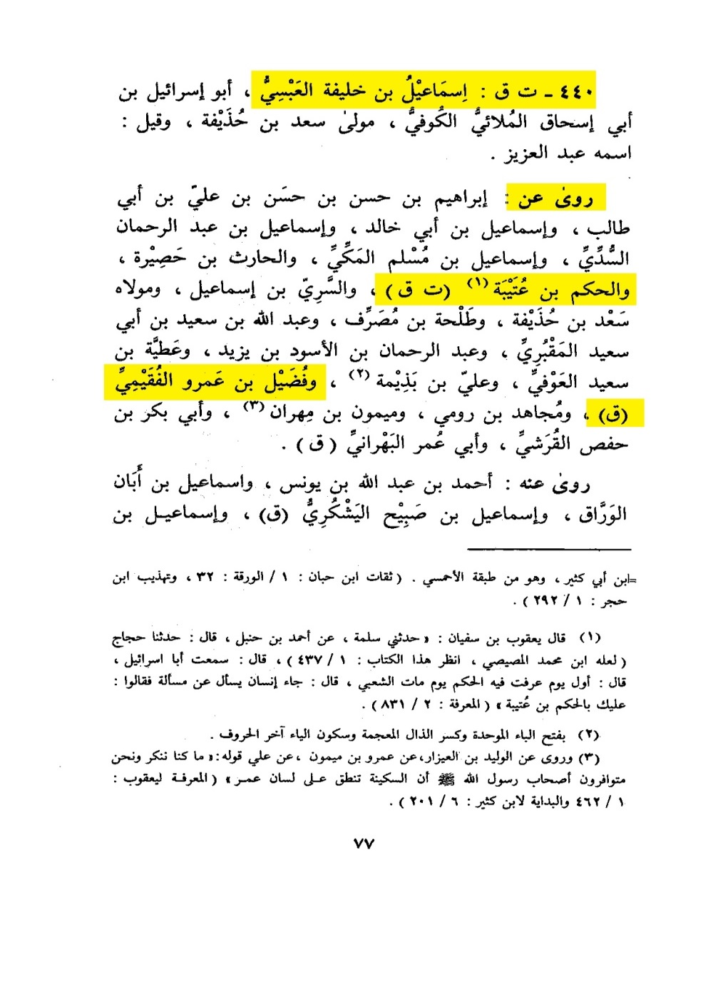 ٤٤٠ ـ ت ق : اِسمَاعيْلُ بن خليفة العَبْسِيُّ ، أبو إسرائيل بن
أبي إسحاق المُلائيُّ الكُوفيُّ ، مولىٰ سعد بن حُذَيْفة ، وقيل :
اسمه عبد العزيز .
روىٰ عن : إبراهيم بن حسن بن حسَن بن عليّ بن أبي
طالب ، وإسماعيل بن أبي خالد ، وإسماعيل بن عبد الرحمان
السُّدِّيِّ ، وإسماعيل بن مُسْلم المَكِّيِّ ، والحارث بن حَصِيْرة ،
والحكم بن عُتَيْبَة (١) (ت ق) ، والسَّرِيّ بن إسماعيل ، ومولاه
سَعْد بن حُذَيْفة ، وطَلْحة بن مُصَرِّف ، وعبد الله بن سعيد بن أبي
سعيد المَقْبُرِيِّ ، وعبد الرحمان بن الأسود بن يزيد ، وعَطيَّة بن
سعيد العَوْفيِّ ، وعليّ بن بَذِيْمة (٢) ، وفُضَيْل بن عَمرو الفُقَيْمِيِّ
(ق) ، ومُجاهد بن رومي ، وميمون بن مِهران (٣) ، وأبي بكر بن
حفص القُرَشيِّ ، وأبي عُمر البَهْرانيِّ ( ق ) .
روىٰ عنه : أحمد بن عبد الله بن يونس ، واسماعيل بن أَبَان
الوَرَّاق ، وإسماعيل بن صَبِيْح اليَشْكُرِيُّ (ق) ، وإسماعيـل بن
=ابن أبي كثير ، وهو من طبقة الأحمسي . ( ثقات ابن حبان : ١ / الورقة : ٣٢ ، وتهذيب ابن
حجر : ١ / ٢٩٢ ) .
(١) قال يعقوب بن سفيان : « حدثني سلمة ، عن أحمد بن حنبل ، قال : حدثنا حجاج
( لعله ابن محمد المصيصي ، انظر هذا الكتاب : ١ / ٤٣٧ ) ، قال : سمعت أبا اسرائيل ،
قال : أول يوم عرفت فيه الحكم يوم مات الشعبي ، قال : جاء إنسان يسأل عن مسألة فقالوا :
عليك بالحكم بن عُتيبة » ( المعرفة : ٢ / ٨٣١ ) .
(٢) بفتح الباء الموحدة وكسر الذال المعجمة وسكون الياء آخر الحروف .
(٣) وروى عن الوليد بن العيزار،عن عمرو بن ميمون ،عن علي قوله:« ما كنا ننكر ونحن
متوافرون أصحاب رسول الله ﷺ أن السكينة تنطق علـى لسان عمـر » ( المعرفـة ليعقوب :
١ / ٤٦٢ والبداية لابن كثير : ٦ / ٢٠١ ) .
٧٧